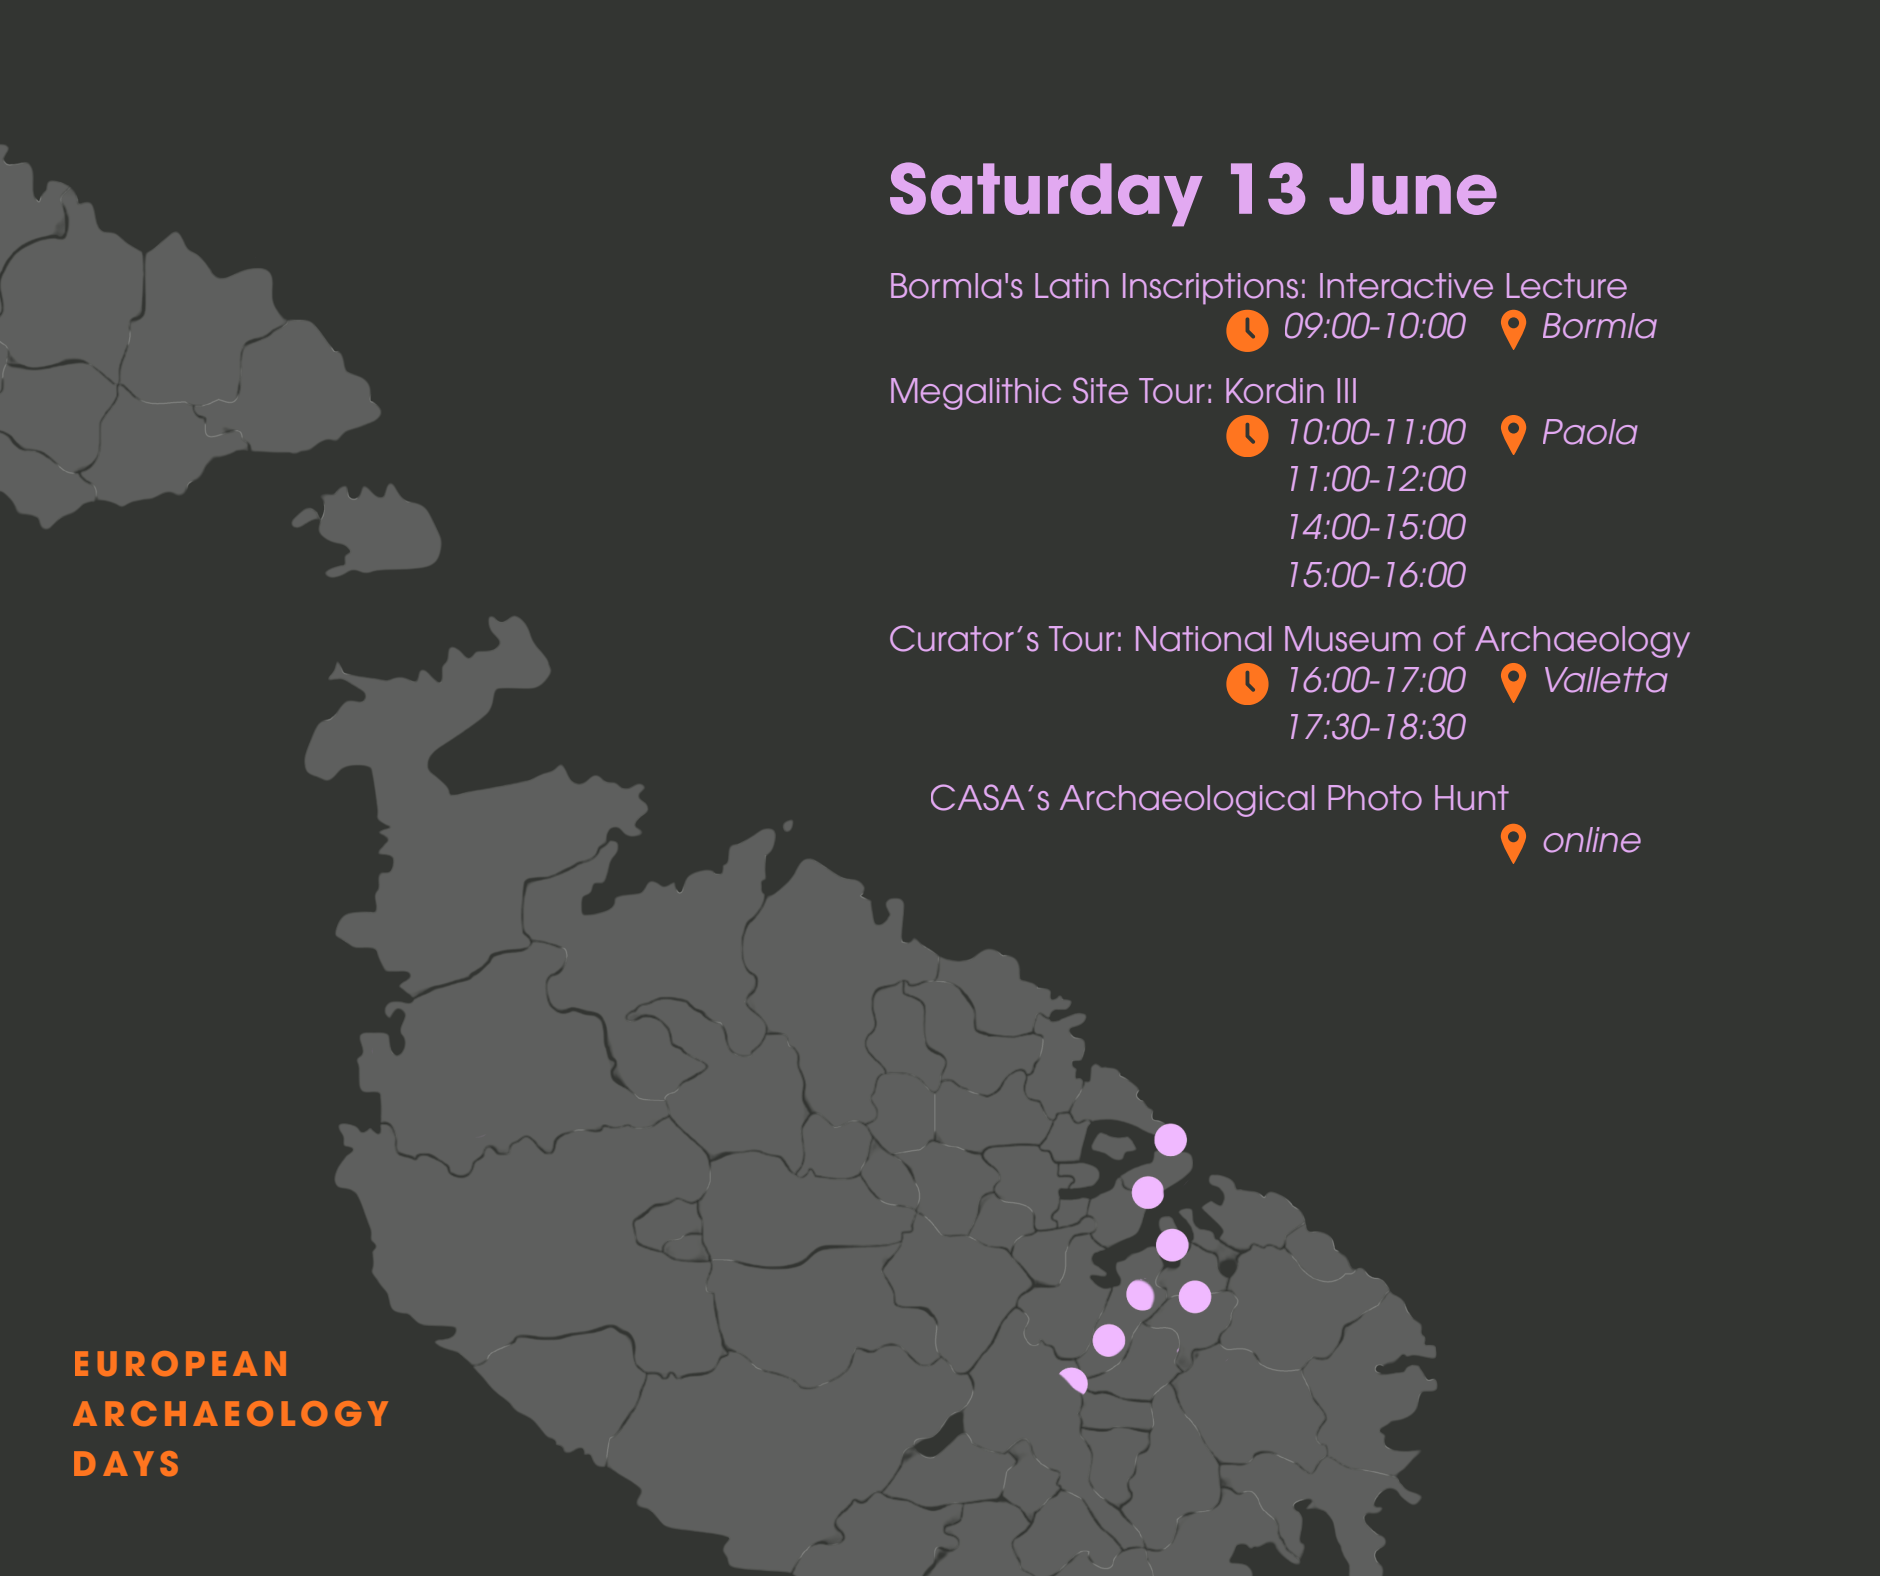 Saturday 13 June
Bormla's Latin Inscriptions: Interactive Lecture
09:00-10:00 Bormla
Megalithic Site Tour: Kordin III
10:00-11:00 Paola
11:00-12:00
14:00-15:00
15:00-16:00
Curator’s Tour: National Museum of Archaeology
16:00-17:00 Valletta
17:30-18:30
CASA’s Archaeological Photo Hunt
online
EUROPEAN
ARCHAEOLOGY
DAYS